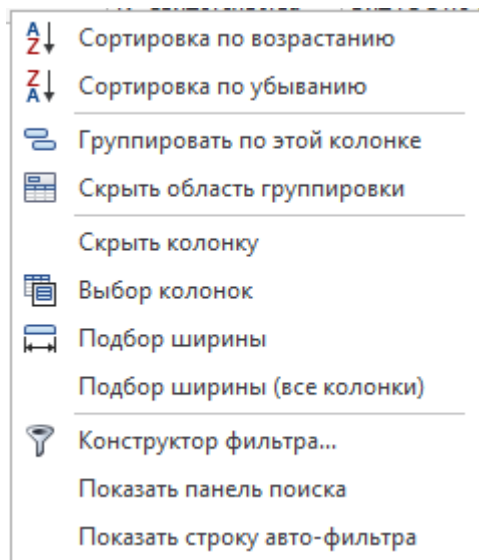 Сортировка по возрастанию
Сортировка по убыванию
Группировать по этой колонке
Скрыть область группировки
Скрыть колонку
Выбор колонок
Подбор ширины
Подбор ширины (все колонки)
Конструктор фильтра...
Показать панель поиска
Показать строку авто-фильтра